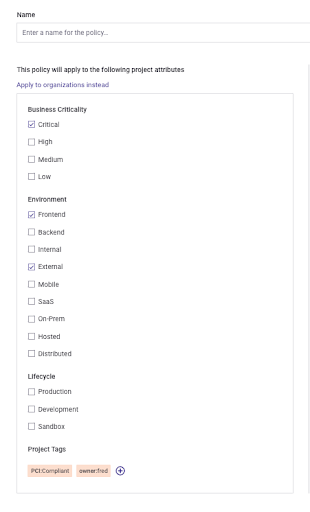 Name
Enter a name for the policy...
This policy will apply to the following project attributes
Apply to organizations instead
Business Criticality
Critical
High
Medium
Low
Environment
Frontend
Backend
Internal
External
Mobile
SaaS
On-Prem
Hosted
Distributed
Lifecycle
Production
Development
Sandbox
Project Tags
PCI:Compliant owner:fred